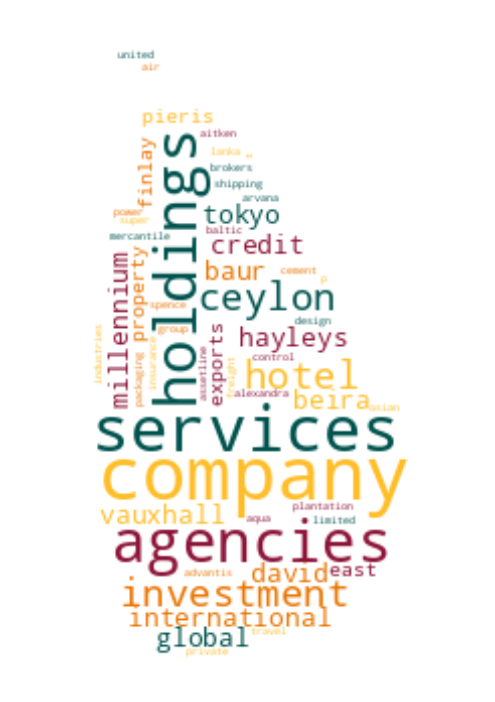 united
air
pieris
aitken
finlay
holdings
lanka
brokers
shipping
arvana
power
super
tokyo
baltic
mercantile
credit
millennium
property
baur
cement
p
ceylon
spence
group
design
industries
packaging
insurance
assetline
exports
hayleys
control
freight
hotel
alexandra
beira
asian
services
company
plantation
vauxhall
aqua
limited
agencies
advantis
david
east
investment
international
global
travel
private